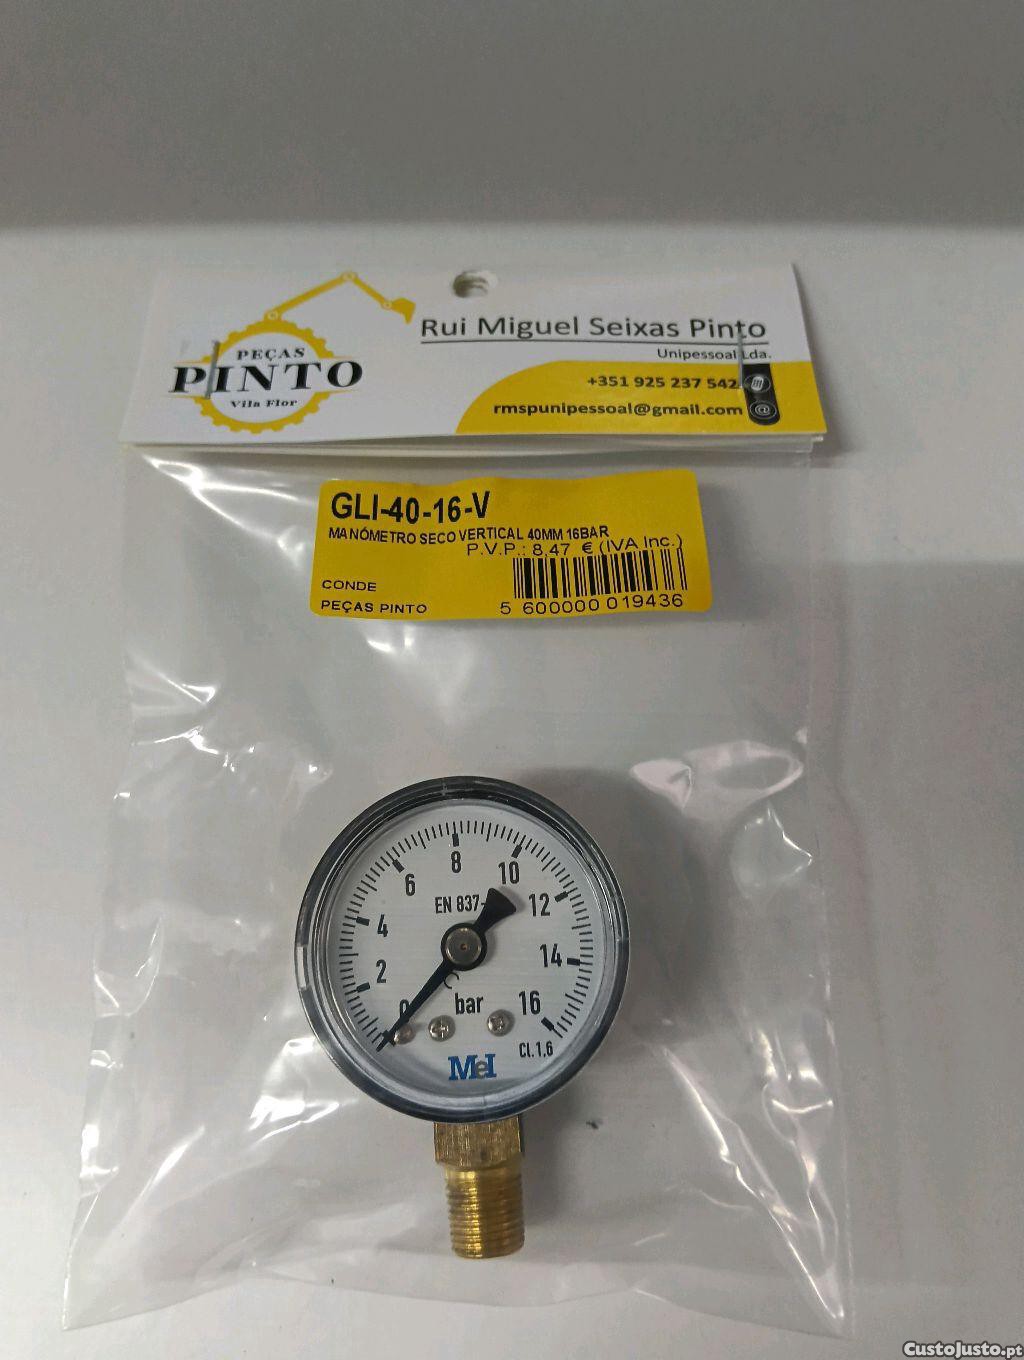 PEÇAS
PINTO
Vila Flor
Rui Miguel Seixas Pinto
Unipessoal Lda.
+351 925 237 542
rmspunipessoal@gmail.com
GLI-40-16-V
MANÓMETRO SECO VERTICAL 40MM 16BAR
P.V.P.: 8,47 € (IVA Inc.)
CONDE
PEÇAS PINTO
5 600000 019436
0 2 4 6 8 10 12 14 16
EN 837-
bar
Cl.1,6
MeI
CustoJusto.pt